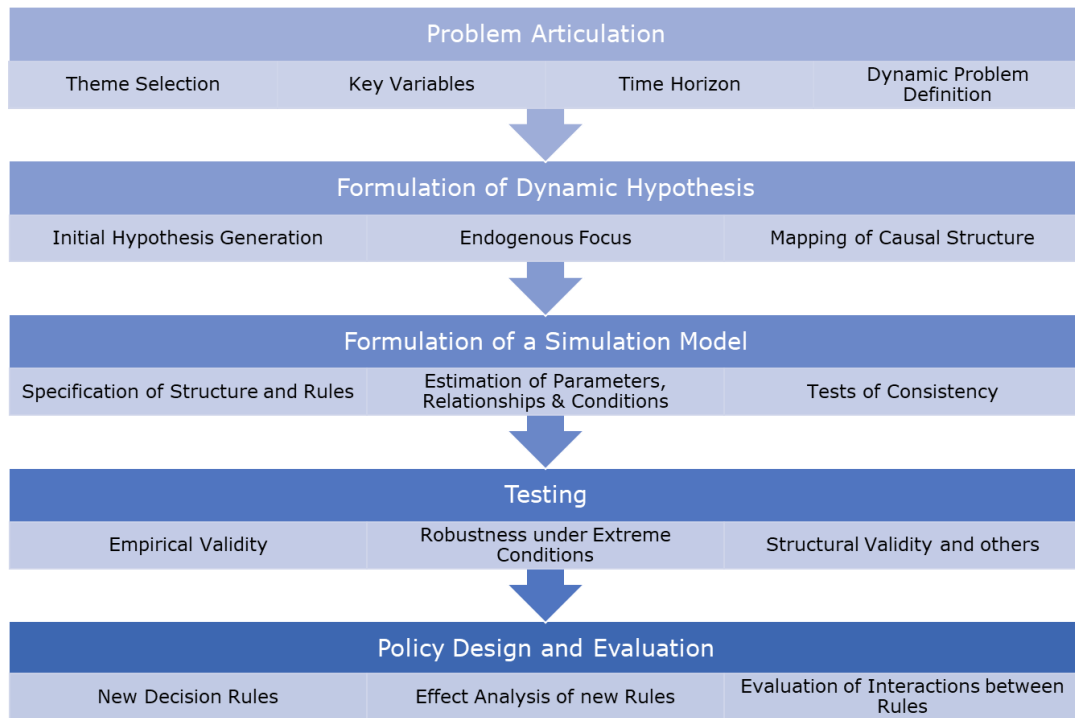 Problem Articulation
Theme Selection
Key Variables
Time Horizon
Dynamic Problem
Definition
Formulation of Dynamic Hypothesis
Initial Hypothesis Generation
Endogenous Focus
Mapping of Causal Structure
Formulation of a Simulation Model
Specification of Structure and Rules
Estimation of Parameters,
Relationships & Conditions
Tests of Consistency
Testing
Empirical Validity
Robustness under Extreme
Conditions
Structural Validity and others
Policy Design and Evaluation
New Decision Rules
Effect Analysis of new Rules
Evaluation of Interactions between
Rules